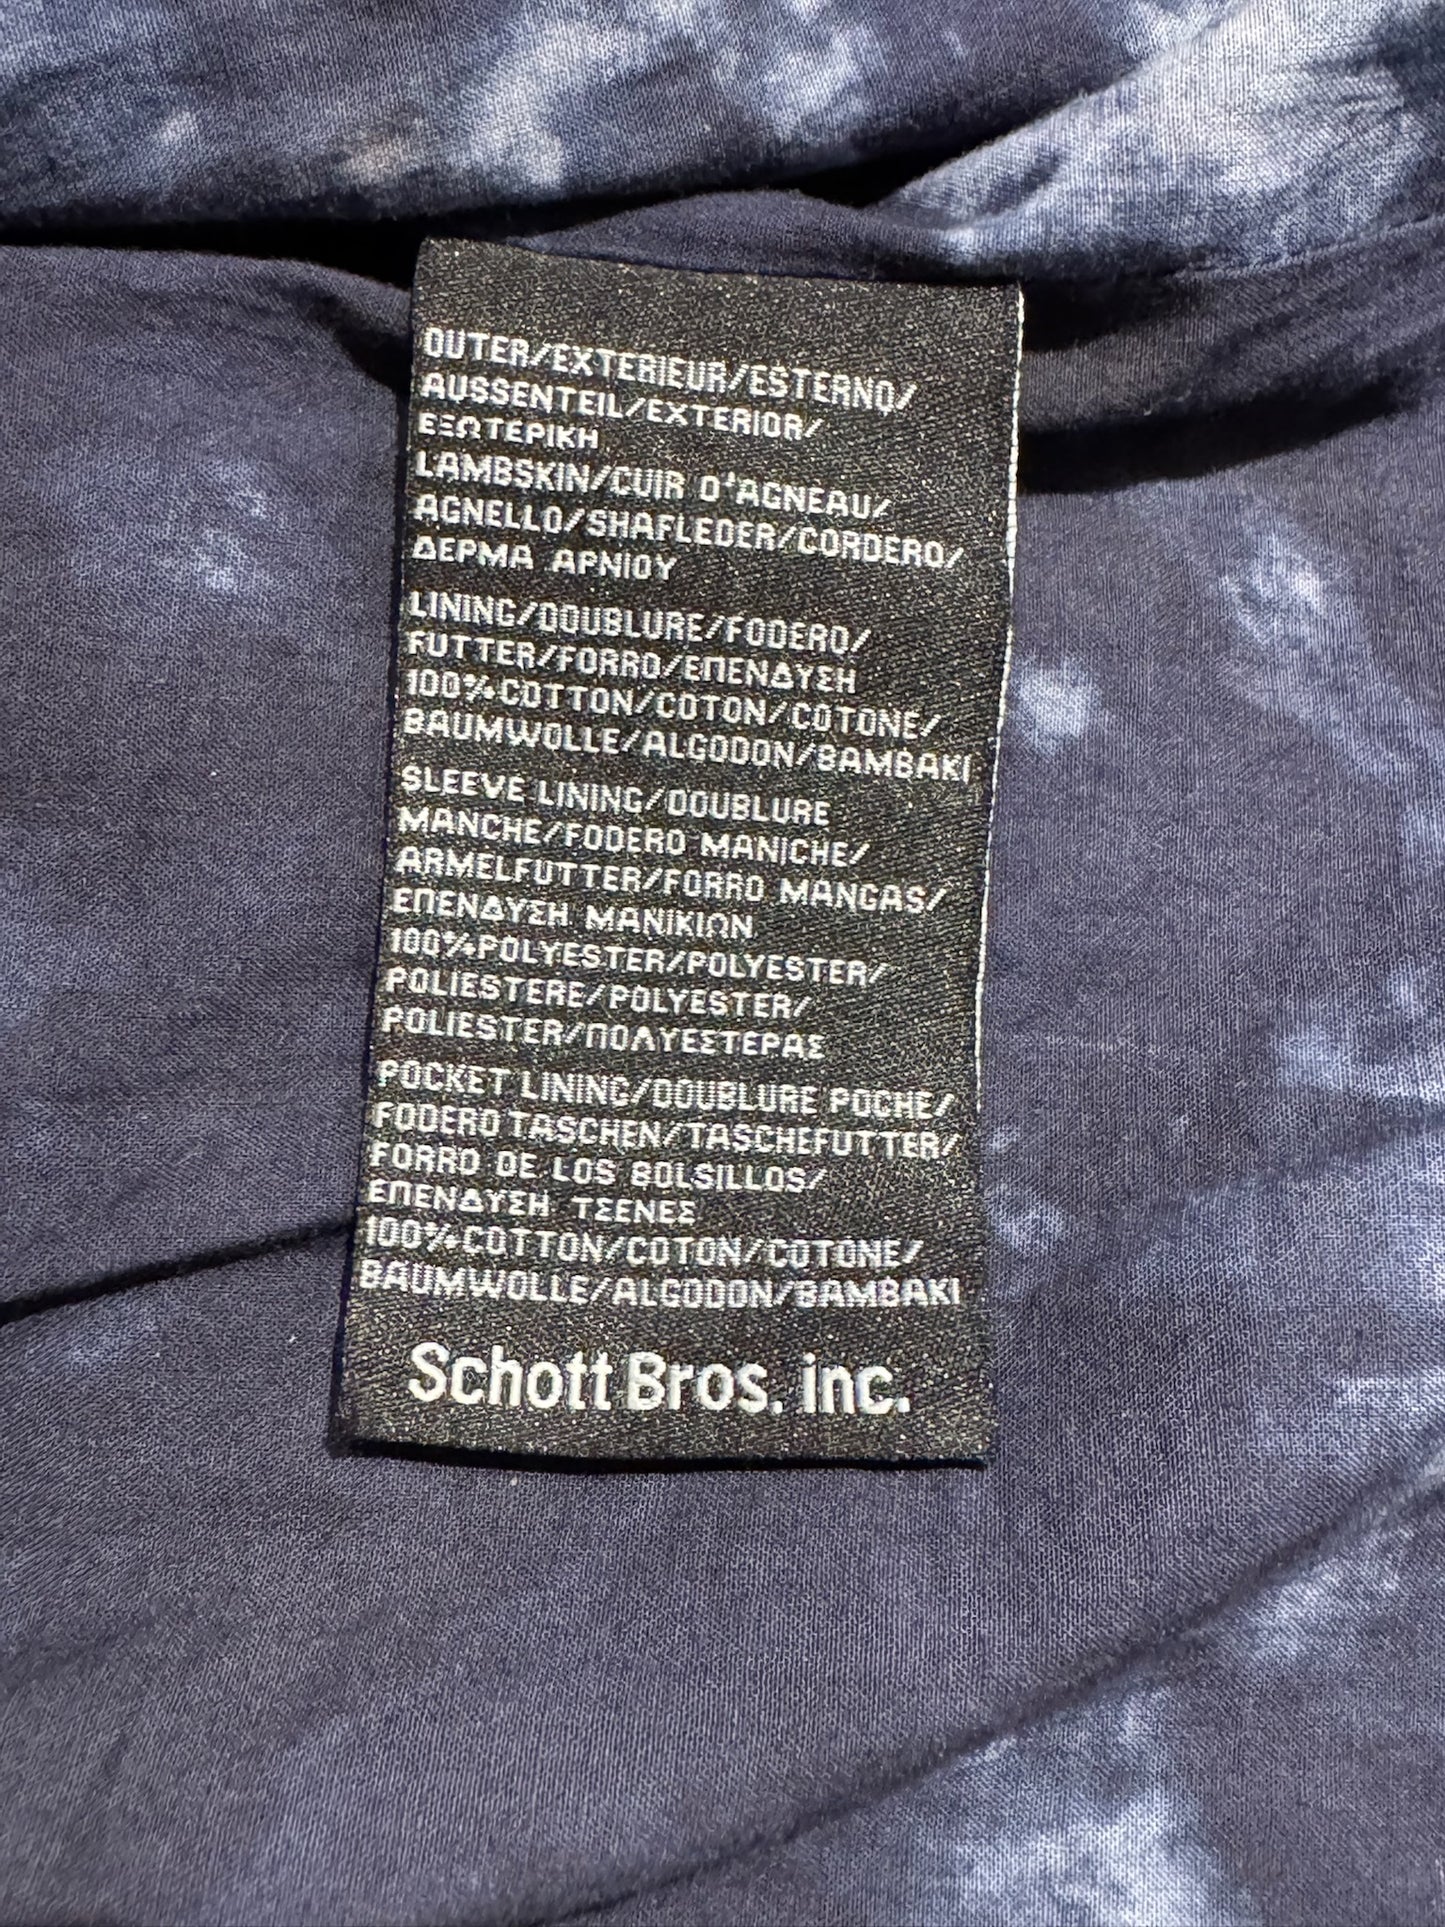 OUTER/EXTERIEUR/ESTERNO/
AUSSENTEIL/EXTERIOR/
ΕΞΩΤΕΡΙΚΗ
LAMBSKIN/CUIR D'AGNEAU/
AGNELLO/SHAFLEDER/CORDERO/
ΔΕΡΜΑ ΑΡΝΙΟΥ
LINING/DOUBLURE/FODERO/
FUTTER/FORRO/ΕΠΕΝΔΥΣΗ
100%COTTON/COTON/COTONE/
BAUMWOLLE/ALGODON/BAMBAKI
SLEEVE LINING/DOUBLURE
MANCHE/FODERO MANICHE/
ARMELFUTTER/FORRO MANGAS/
ΕΠΕΝΔΥΣΗ ΜΑΝΙΚΙΩΝ
100%POLYESTER/POLYESTER/
POLIESTERE/POLYESTER/
POLIESTER/ΠΟΛΥΕΣΤΕΡΑΣ
POCKET LINING/DOUBLURE POCHE/
FODERO TASCHEN/TASCHEFUTTER/
FORRO DE LOS BOLSILLOS/
ΕΠΕΝΔΥΣΗ ΤΣΕΝΕΣ
100%COTTON/COTON/COTONE/
BAUMWOLLE/ALGODON/BAMBAKI
Schott Bros. inc.